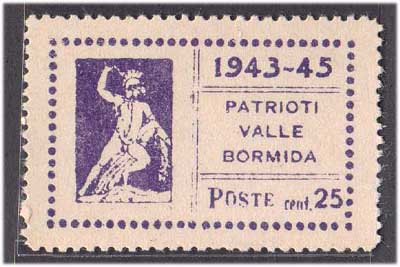 1943-45
PATRIOTI
VALLE
BORMIDA
POSTE cent. 25